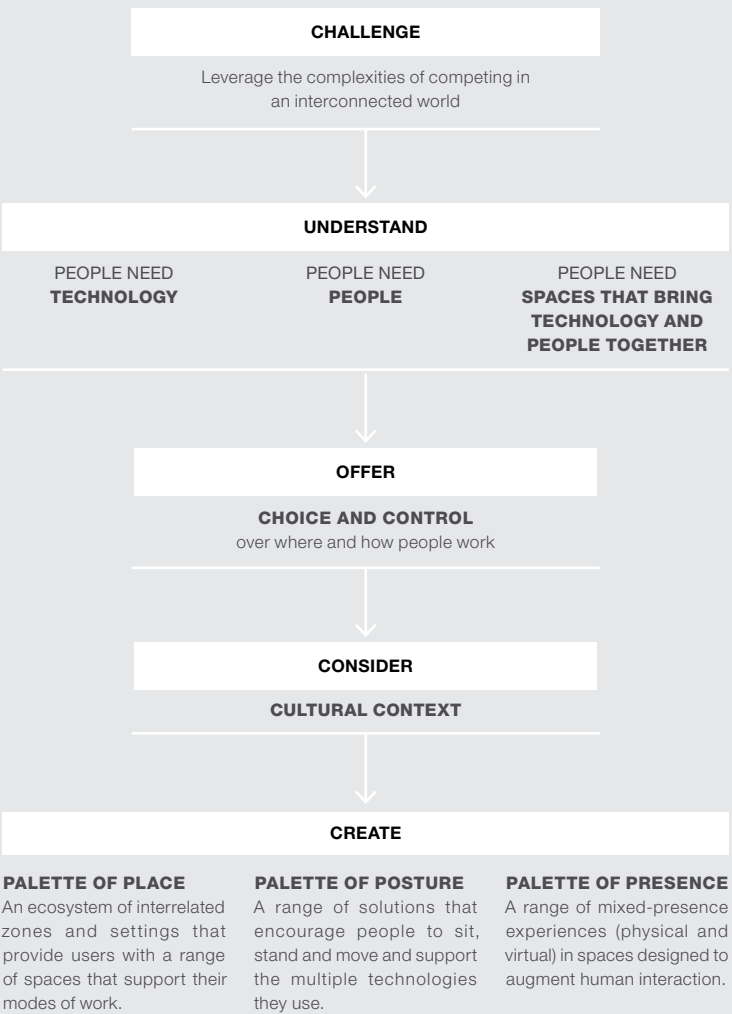 CHALLENGE
Leverage the complexities of competing in
an interconnected world
UNDERSTAND
PEOPLE NEED
TECHNOLOGY
PEOPLE NEED
PEOPLE
PEOPLE NEED
SPACES THAT BRING
TECHNOLOGY AND
PEOPLE TOGETHER
OFFER
CHOICE AND CONTROL
over where and how people work
CONSIDER
CULTURAL CONTEXT
CREATE
PALETTE OF PLACE
An ecosystem of interrelated
zones and settings that
provide users with a range
of spaces that support their
modes of work.
PALETTE OF POSTURE
A range of solutions that
encourage people to sit,
stand and move and support
the multiple technologies
they use.
PALETTE OF PRESENCE
A range of mixed-presence
experiences (physical and
virtual) in spaces designed to
augment human interaction.